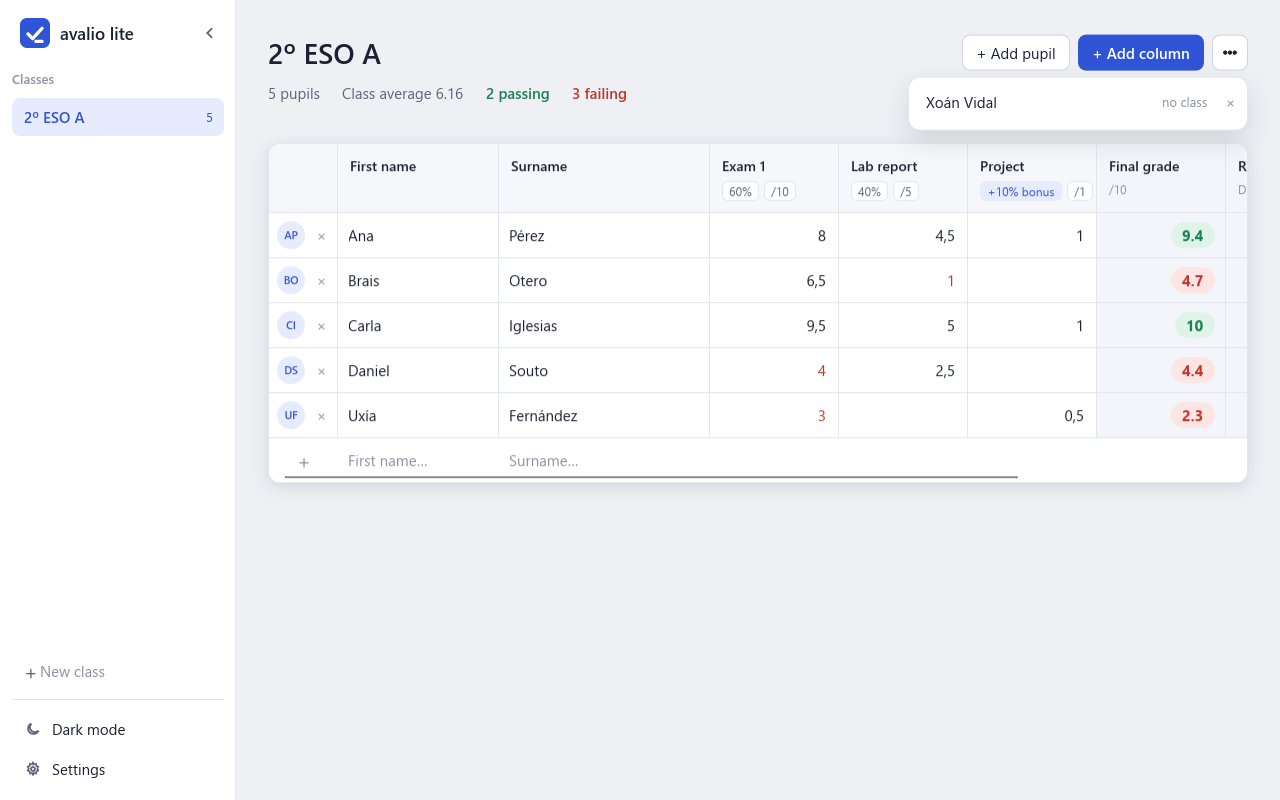 avalio lite
Classes
2º ESO A 5
+ New class
Dark mode
Settings
2º ESO A
+ Add pupil + Add column •••
5 pupils Class average 6.16 2 passing 3 failing
Xoán Vidal no class ×
First name Surname Exam 1 Lab report Project Final grade R
60% /10 40% /5 +10% bonus /1 /10 D
AP × Ana Pérez 8 4,5 1 9.4
BO × Brais Otero 6,5 1 4.7
CI × Carla Iglesias 9,5 5 1 10
DS × Daniel Souto 4 2,5 4.4
UF × Uxía Fernández 3 0,5 2.3
+ First name... Surname...